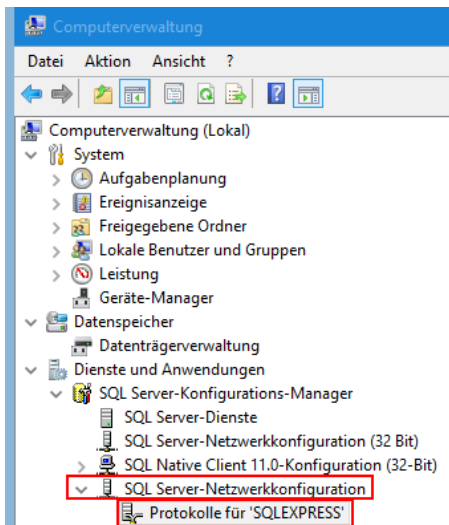 Computerverwaltung
Datei Aktion Ansicht ?
Computerverwaltung (Lokal)
System
Aufgabenplanung
Ereignisanzeige
Freigegebene Ordner
Lokale Benutzer und Gruppen
Leistung
Geräte-Manager
Datenspeicher
Datenträgerverwaltung
Dienste und Anwendungen
SQL Server-Konfigurations-Manager
SQL Server-Dienste
SQL Server-Netzwerkkonfiguration (32 Bit)
SQL Native Client 11.0-Konfiguration (32-Bit)
SQL Server-Netzwerkkonfiguration
Protokolle für 'SQLEXPRESS'